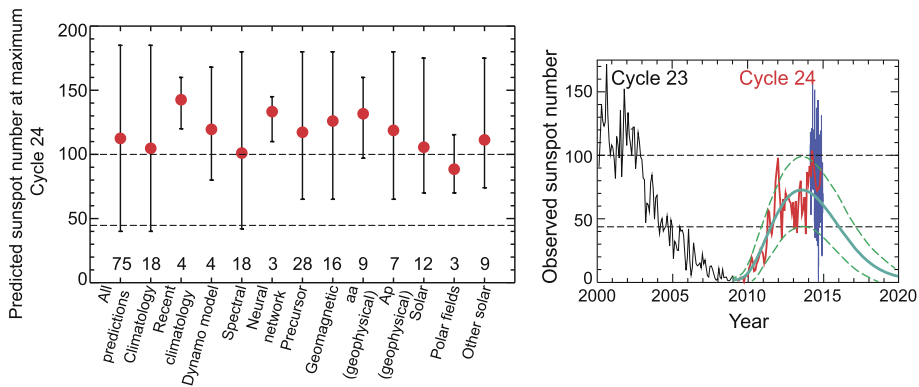 Predicted sunspot number at maximum
Cycle 24
200
150
100
50
0
75 18 4 4 18 3 28 16 9 7 12 3 9
All
predictions
Climatology
Recent
climatology
Dynamo model
Spectral
Neural
network
Precursor
Geomagnetic
aa
(geophysical)
Ap
(geophysical)
Solar
Polar fields
Other solar
Observed sunspot number
Cycle 23
Cycle 24
150
100
50
0
2000 2005 2010 2015 2020
Year